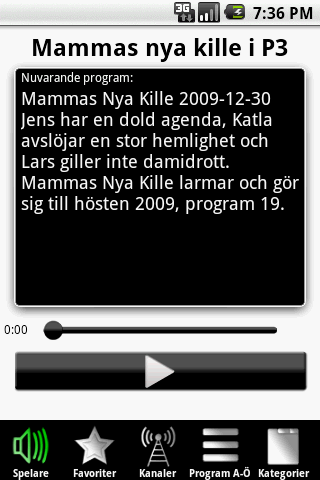 3G 7:36 PM
Mammas nya kille i P3
Nuvarande program:
Mammas Nya Kille 2009-12-30
Jens har en dold agenda, Katla
avslöjar en stor hemlighet och
Lars giller inte damidrott.
Mammas Nya Kille larmar och gör
sig till hösten 2009, program 19.
0:00
Spelare Favoriter Kanaler Program A-Ö Kategorier